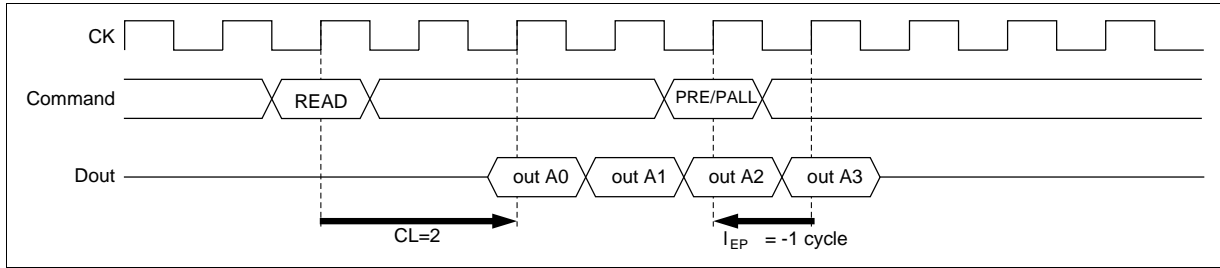 CK
Command
READ
PRE/PALL
Dout
out A0
out A1
out A2
out A3
CL=2
lEP = -1 cycle